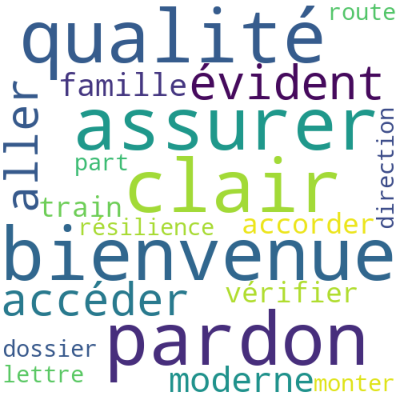 route
qualité
famille
évident
aller
assurer
part
direction
clair
train
résilience
accorder
bienvenue
accéder
vérifier
pardon
dossier
lettre
moderne
monter